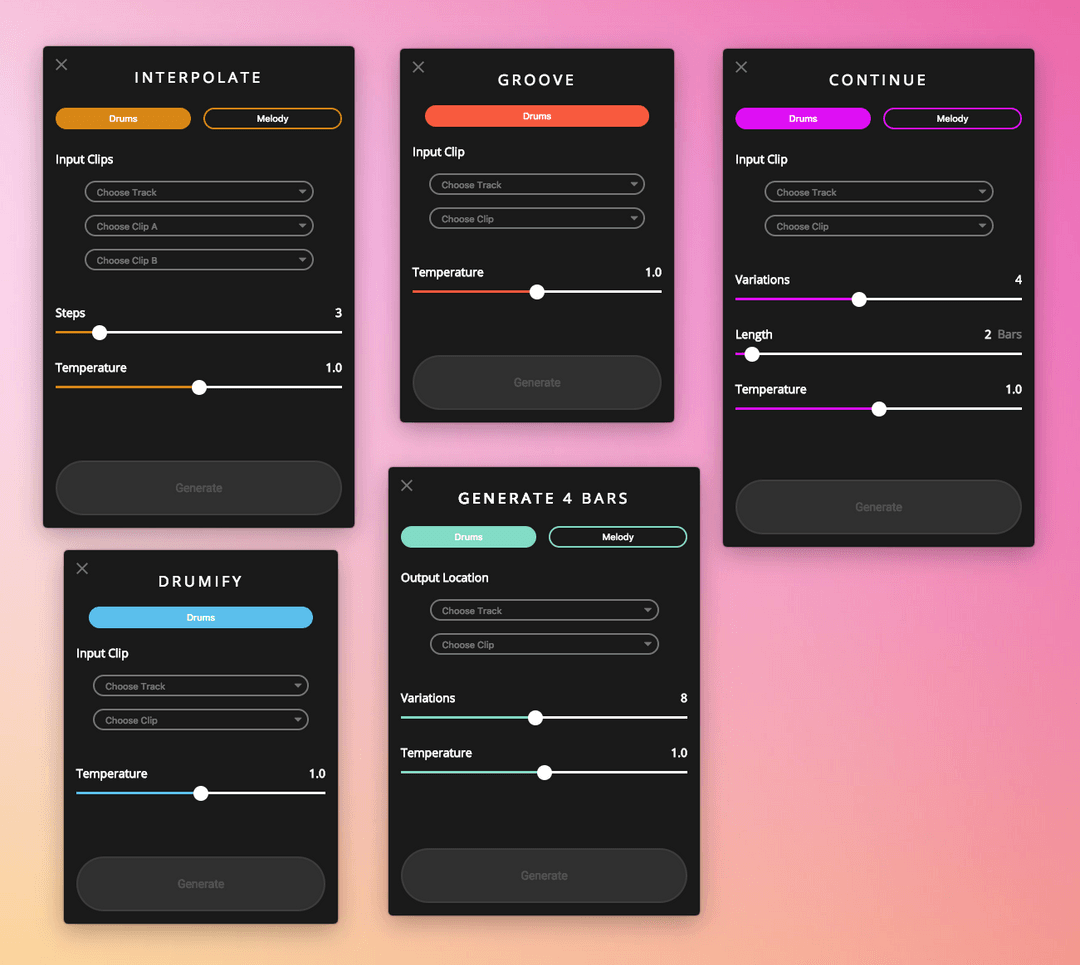 INTERPOLATE
Drums Melody
Input Clips
Choose Track
Choose Clip A
Choose Clip B
Steps 3
Temperature 1.0
Generate
GROOVE
Drums
Input Clip
Choose Track
Choose Clip
Temperature 1.0
Generate
CONTINUE
Drums Melody
Input Clip
Choose Track
Choose Clip
Variations 4
Length 2 Bars
Temperature 1.0
Generate
DRUMIFY
Drums
Input Clip
Choose Track
Choose Clip
Temperature 1.0
Generate
GENERATE 4 BARS
Drums Melody
Output Location
Choose Track
Choose Clip
Variations 8
Temperature 1.0
Generate